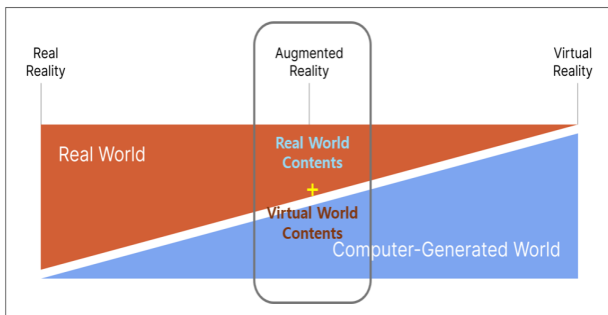 Real
Reality
Augmented
Reality
Virtual
Reality
Real World
Real World
Contents
+
Virtual World
Contents
Computer-Generated World